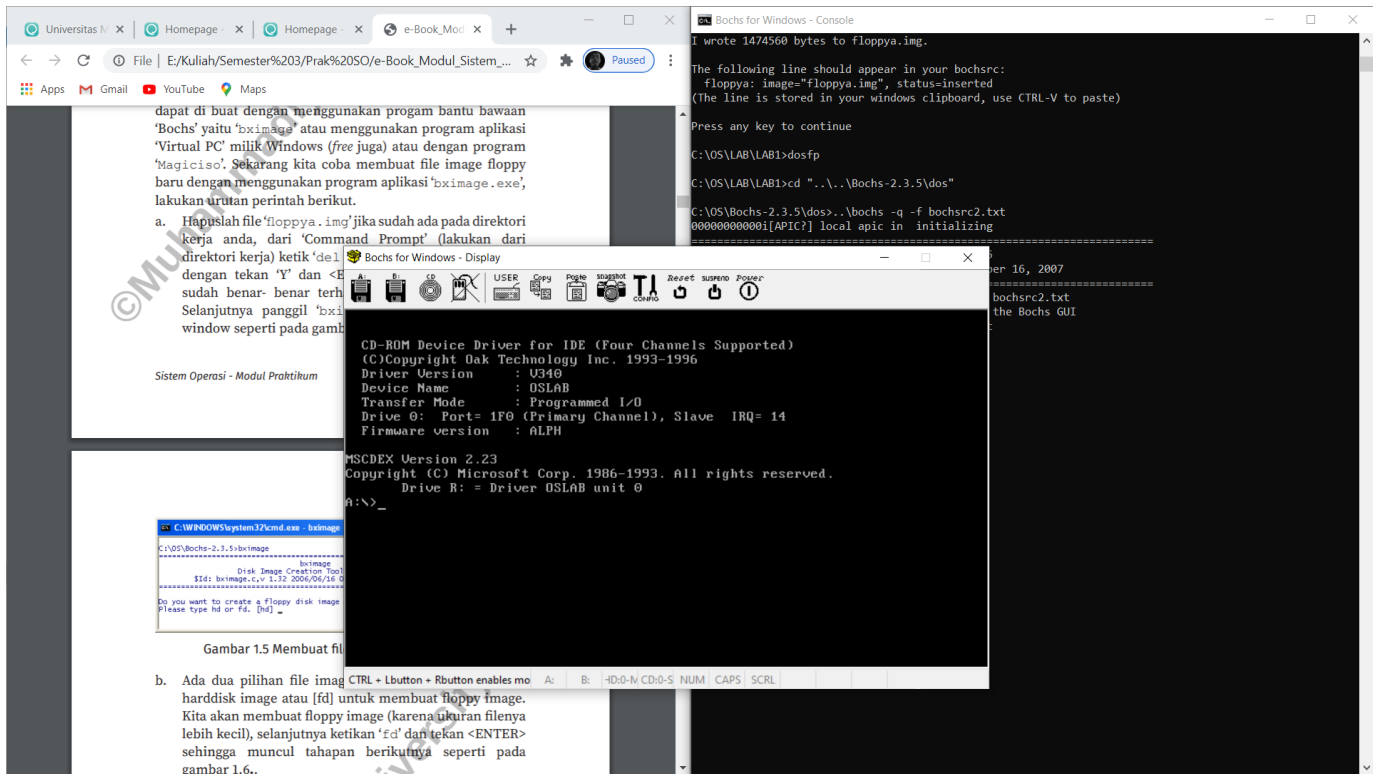 Universitas M
Homepage -
Homepage -
e-Book_Mod
File
E:/Kuliah/Semester%203/Prak%20SO/e-Book_Modul_Sistem_...
Paused
Apps
Gmail
YouTube
Maps
dapat di buat dengan menggunakan progam bantu bawaan
'Bochs' yaitu 'bximage' atau menggunakan program aplikasi
'Virtual PC' milik Windows (free juga) atau dengan program
'Magiciso'. Sekarang kita coba membuat file image floppy
baru dengan menggunakan program aplikasi 'bximage.exe',
lakukan urutan perintah berikut.
a. Hapuslah file 'floppya.img' jika sudah ada pada direktori
kerja anda, dari 'Command Prompt' (lakukan dari
direktori kerja) ketik 'del
dengan tekan 'Y' dan <E
sudah benar- benar terh
Selanjutnya panggil 'bxi
window seperti pada gamb
©Muhammad
Sistem Operasi - Modul Praktikum
C:\WINDOWS\system32\cmd.exe - bximage
C:\OS\Bochs-2.3.5>bximage
bximage
Disk Image Creation Tool
$Id: bximage.c,v 1.32 2006/06/16 0
Do you want to create a floppy disk image
Please type hd or fd. [hd] _
Gambar 1.5 Membuat fil
b. Ada dua pilihan file imag
harddisk image atau [fd] untuk membuat floppy image.
Kita akan membuat floppy image (karena ukuran filenya
lebih kecil), selanjutnya ketikan 'fd' dan tekan <ENTER>
sehingga muncul tahapan berikutnya seperti pada
gambar 1.6,.
Bochs for Windows - Console
I wrote 1474560 bytes to floppya.img.
The following line should appear in your bochsrc:
floppya: image="floppya.img", status=inserted
(The line is stored in your windows clipboard, use CTRL-V to paste)
Press any key to continue
C:\OS\LAB\LAB1>dosfp
C:\OS\LAB\LAB1>cd "..\..\Bochs-2.3.5\dos"
C:\OS\Bochs-2.3.5\dos>..\bochs -q -f bochsrc2.txt
00000000000i[APIC?] local apic in  initializing
========================================================================
er 16, 2007
bochsrc2.txt
the Bochs GUI
Bochs for Windows - Display
A:
B:
CD
USER
Copy
Paste
snapshot
CONFIG
Reset
SUSPEND
Power
CD-ROM Device Driver for IDE (Four Channels Supported)
(C)Copyright Oak Technology Inc. 1993-1996
Driver Version : V340
Device Name : OSLAB
Transfer Mode : Programmed I/O
Drive 0: Port= 1F0 (Primary Channel), Slave IRQ= 14
Firmware version : ALPH
MSCDEX Version 2.23
Copyright (C) Microsoft Corp. 1986-1993. All rights reserved.
Drive R: = Driver OSLAB unit 0
A:\>_
CTRL + Lbutton + Rbutton enables mo
A:
B:
HD:0-M
CD:0-S
NUM
CAPS
SCRL